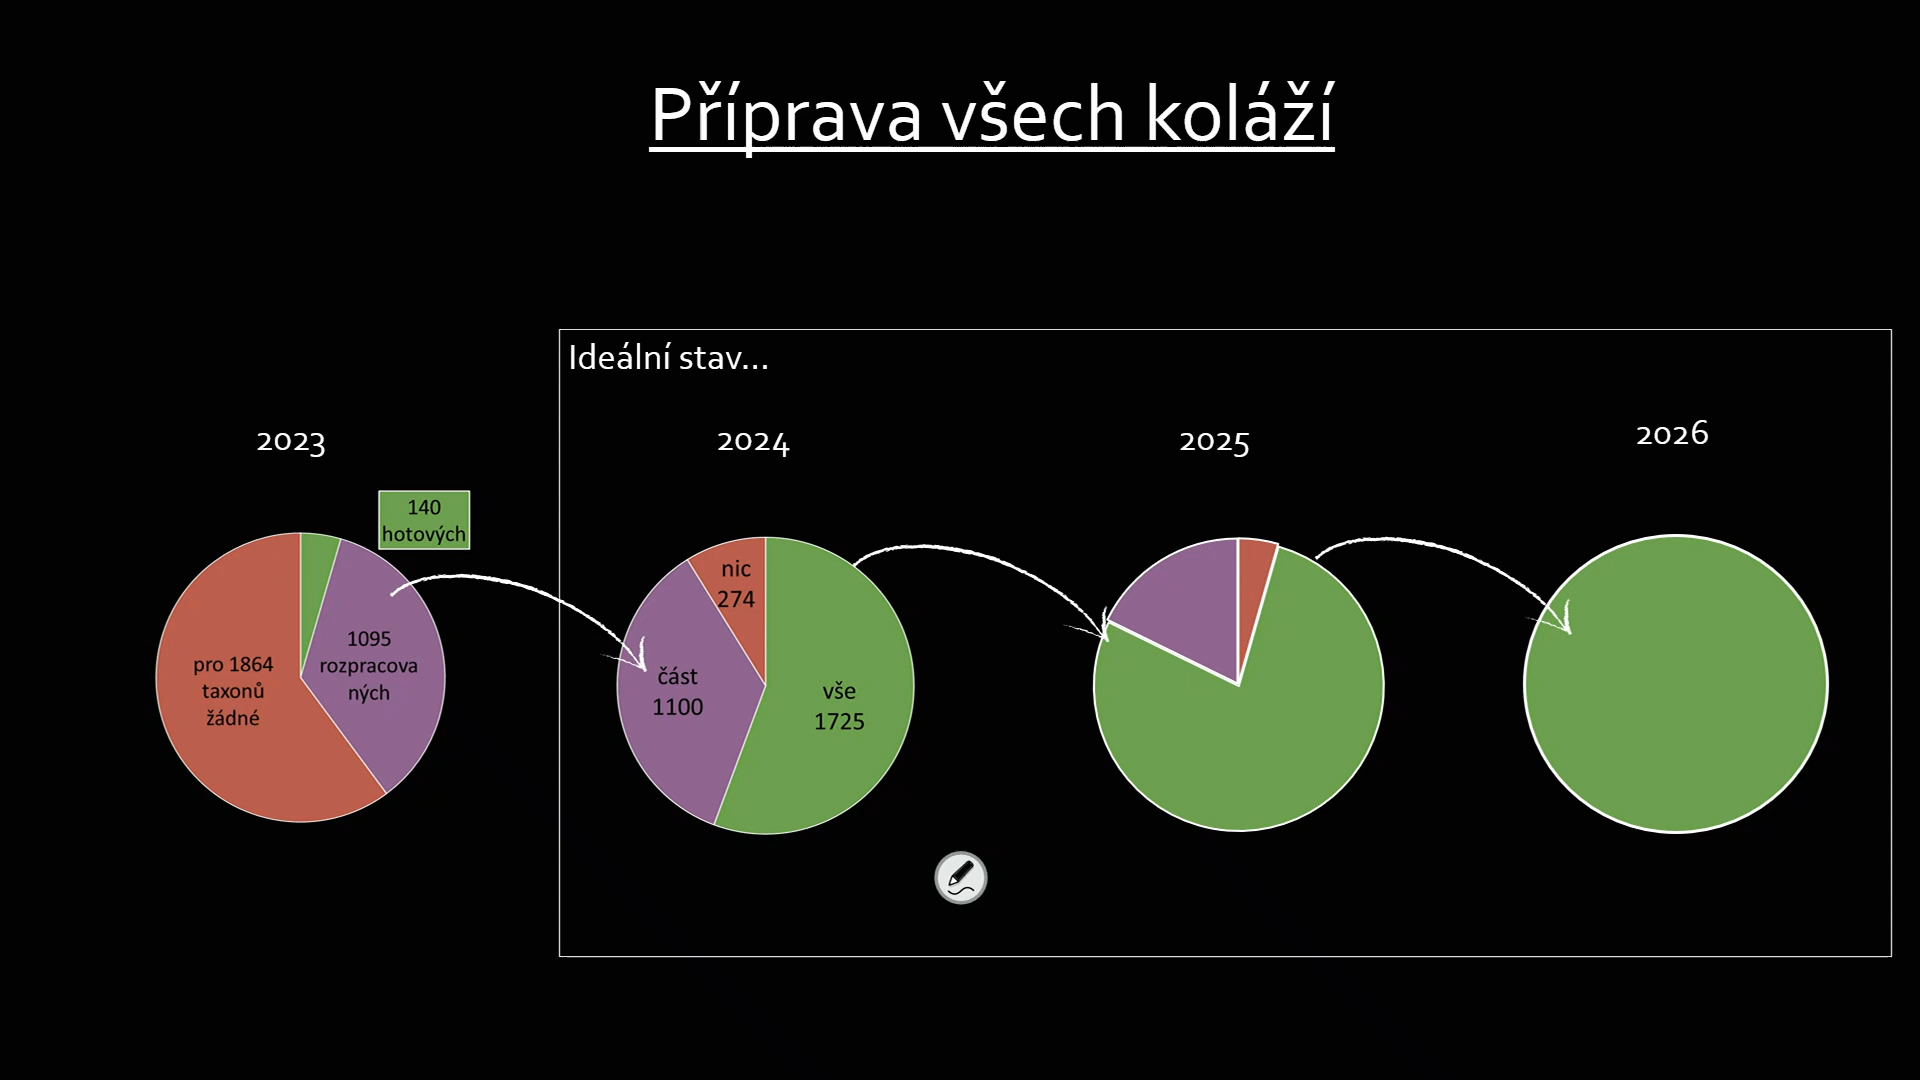 Příprava všech koláží
Ideální stav...
2023
2024
2025
2026
140
hotových
pro 1864
taxonů
žádné
1095
rozpracova
ných
nic
274
část
1100
vše
1725